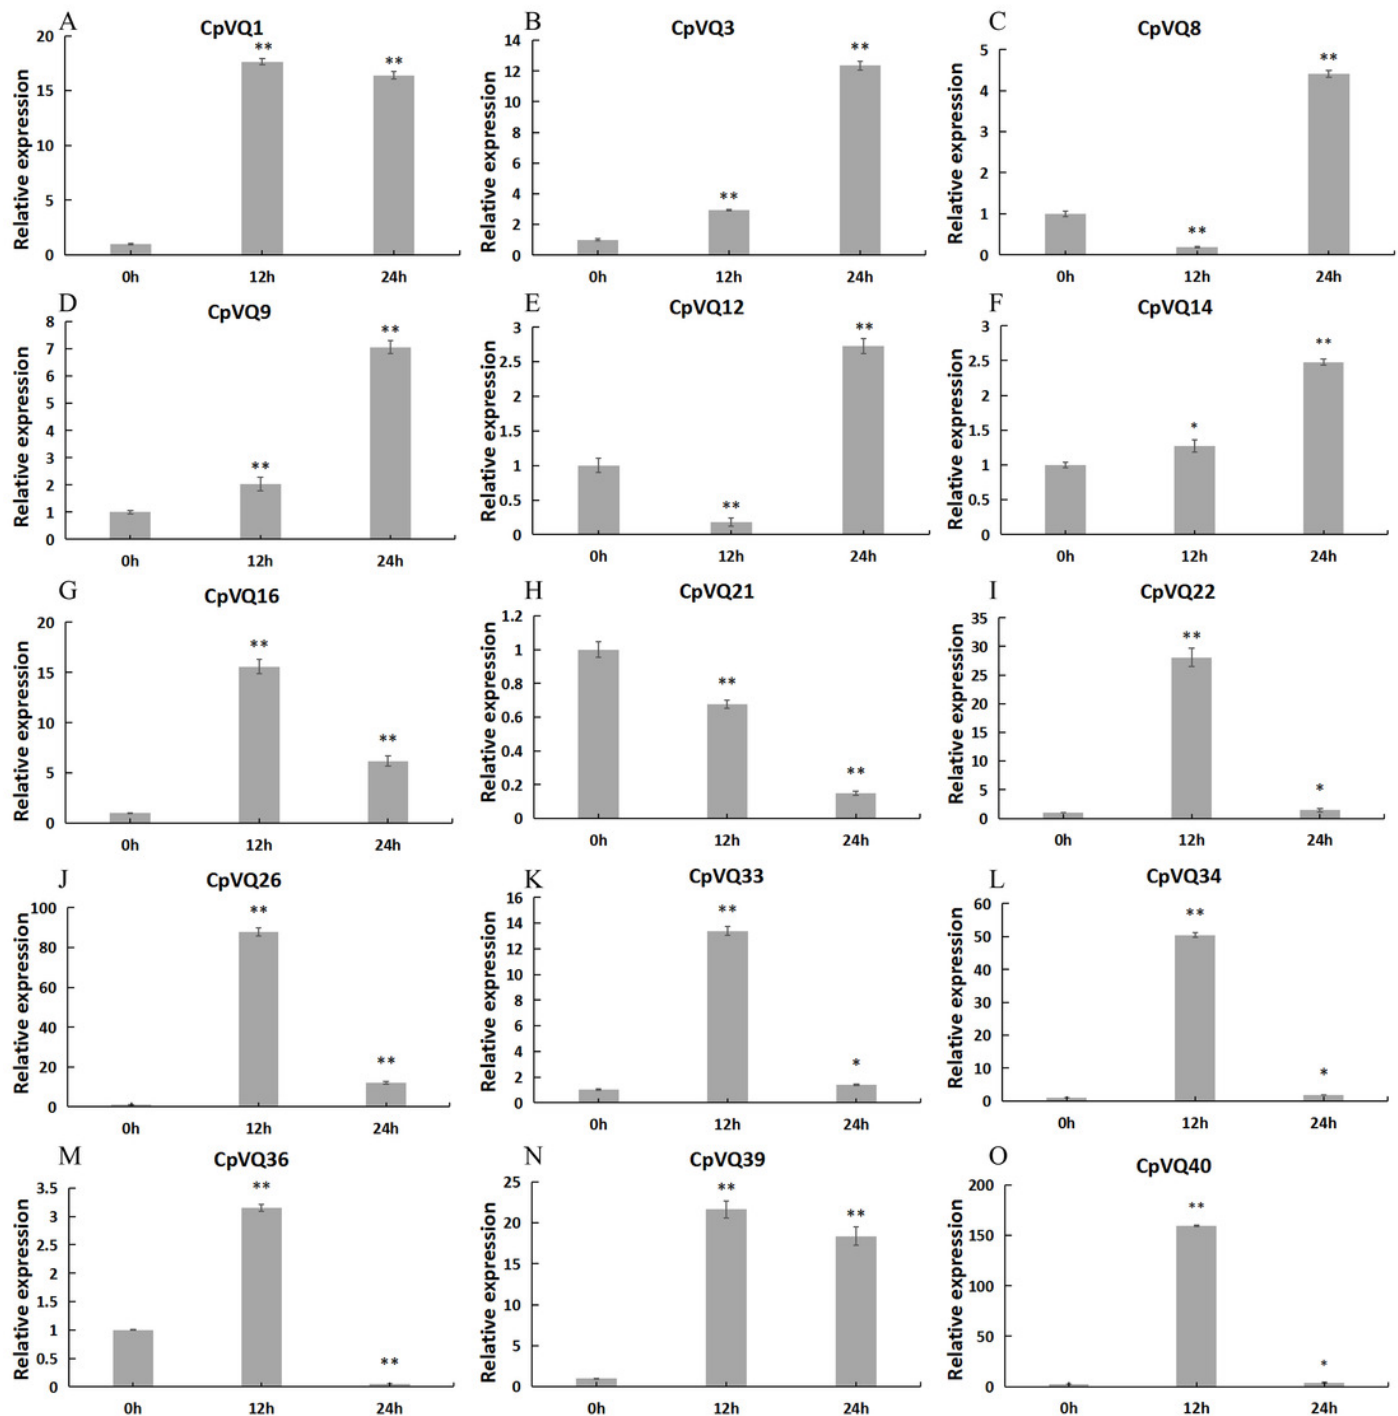 A
CpVQ1
Relative expression
20
15
10
5
0
**
**
0h 12h 24h
B
CpVQ3
Relative expression
14
12
10
8
6
4
2
0
**
**
0h 12h 24h
C
CpVQ8
Relative expression
5
4
3
2
1
0
**
**
0h 12h 24h
D
CpVQ9
Relative expression
8
7
6
5
4
3
2
1
0
**
**
0h 12h 24h
E
CpVQ12
Relative expression
3
2.5
2
1.5
1
0.5
0
**
**
0h 12h 24h
F
CpVQ14
Relative expression
3
2.5
2
1.5
1
0.5
0
*
**
0h 12h 24h
G
CpVQ16
Relative expression
20
15
10
5
0
**
**
0h 12h 24h
H
CpVQ21
Relative expression
1.2
1
0.8
0.6
0.4
0.2
0
**
**
0h 12h 24h
I
CpVQ22
Relative expression
35
30
25
20
15
10
5
0
**
*
0h 12h 24h
J
CpVQ26
Relative expression
100
80
60
40
20
0
**
**
0h 12h 24h
K
CpVQ33
Relative expression
16
14
12
10
8
6
4
2
0
**
*
0h 12h 24h
L
CpVQ34
Relative expression
60
50
40
30
20
10
0
**
*
0h 12h 24h
M
CpVQ36
Relative expression
3.5
3
2.5
2
1.5
1
0.5
0
**
**
0h 12h 24h
N
CpVQ39
Relative expression
25
20
15
10
5
0
**
**
0h 12h 24h
O
CpVQ40
Relative expression
200
150
100
50
0
**
*
0h 12h 24h